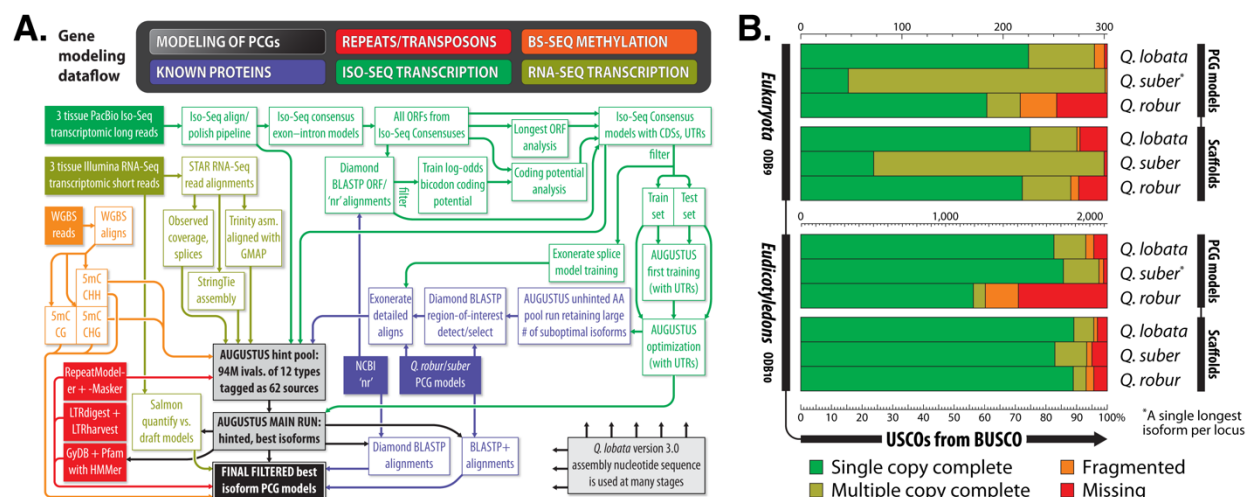 A.
Gene
modeling
dataflow
MODELING OF PCGs
REPEATS/TRANSPOSONS
BS-SEQ METHYLATION
KNOWN PROTEINS
ISO-SEQ TRANSCRIPTION
RNA-SEQ TRANSCRIPTION
3 tissue PacBio Iso-Seq
transcriptomic long reads
Iso-Seq align/
polish pipeline
Iso-Seq consensus
exon–intron models
All ORFs from
Iso-Seq Consensuses
Longest ORF
analysis
Iso-Seq Consensus
models with CDSs, UTRs
filter
3 tissue Illumina RNA-Seq
transcriptomic short reads
STAR RNA-Seq
read alignments
Diamond
BLASTP ORF/
'nr' alignments
filter
Train log-odds
bicodon coding
potential
Coding potential
analysis
Train
set
Test
set
WGBS
reads
WGBS
aligns
Observed
coverage,
splices
Trinity asm.
aligned with
GMAP
StringTie
assembly
Exonerate splice
model training
AUGUSTUS
first training
(with UTRs)
5mC
CHH
5mC
CG
5mC
CHG
Exonerate
detailed
aligns
Diamond BLASTP
region-of-interest
detect/select
AUGUSTUS unhinted AA
pool run retaining large
# of suboptimal isoforms
AUGUSTUS
optimization
(with UTRs)
AUGUSTUS hint pool:
94M ivals. of 12 types
tagged as 62 sources
NCBI
'nr'
Q. robur/suber
PCG models
RepeatModel-
er + -Masker
LTRdigest +
LTRharvest
GyDB + Pfam
with HMMer
Salmon
quantify vs.
draft models
AUGUSTUS MAIN RUN:
hinted, best isoforms
FINAL FILTERED best
isoform PCG models
Diamond BLASTP
alignments
BLASTP+
alignments
Q. lobata version 3.0
assembly nucleotide sequence
is used at many stages
B.
0 100 200 300
Eukaryota ODB9
Q. lobata
Q. suber*
Q. robur
PCG models
Q. lobata
Q. suber
Q. robur
Scaffolds
0 1,000 2,000
Eudicotyledons ODB10
Q. lobata
Q. suber*
Q. robur
PCG models
Q. lobata
Q. suber
Q. robur
Scaffolds
0 10 20 30 40 50 60 70 80 90 100%
USCOs from BUSCO
*A single longest
isoform per locus
Single copy complete
Fragmented
Multiple copy complete
Missing